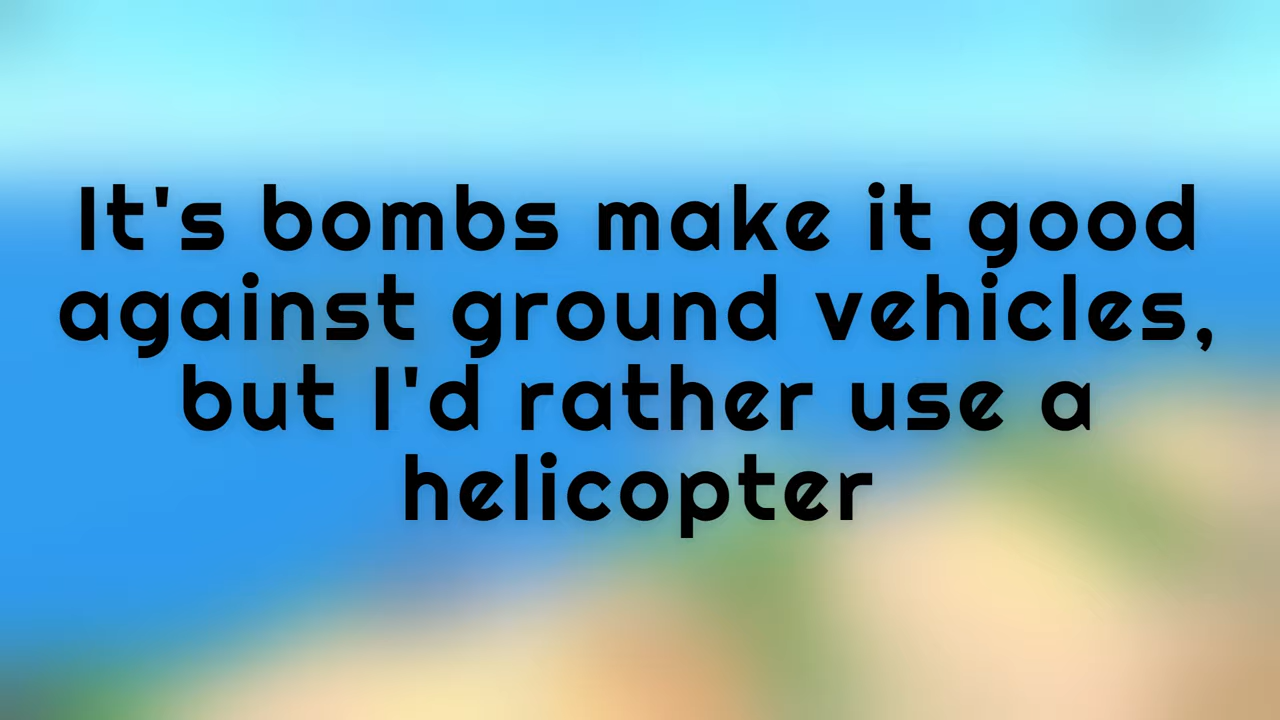 It's bombs make it good
against ground vehicles,
but I'd rather use a
helicopter